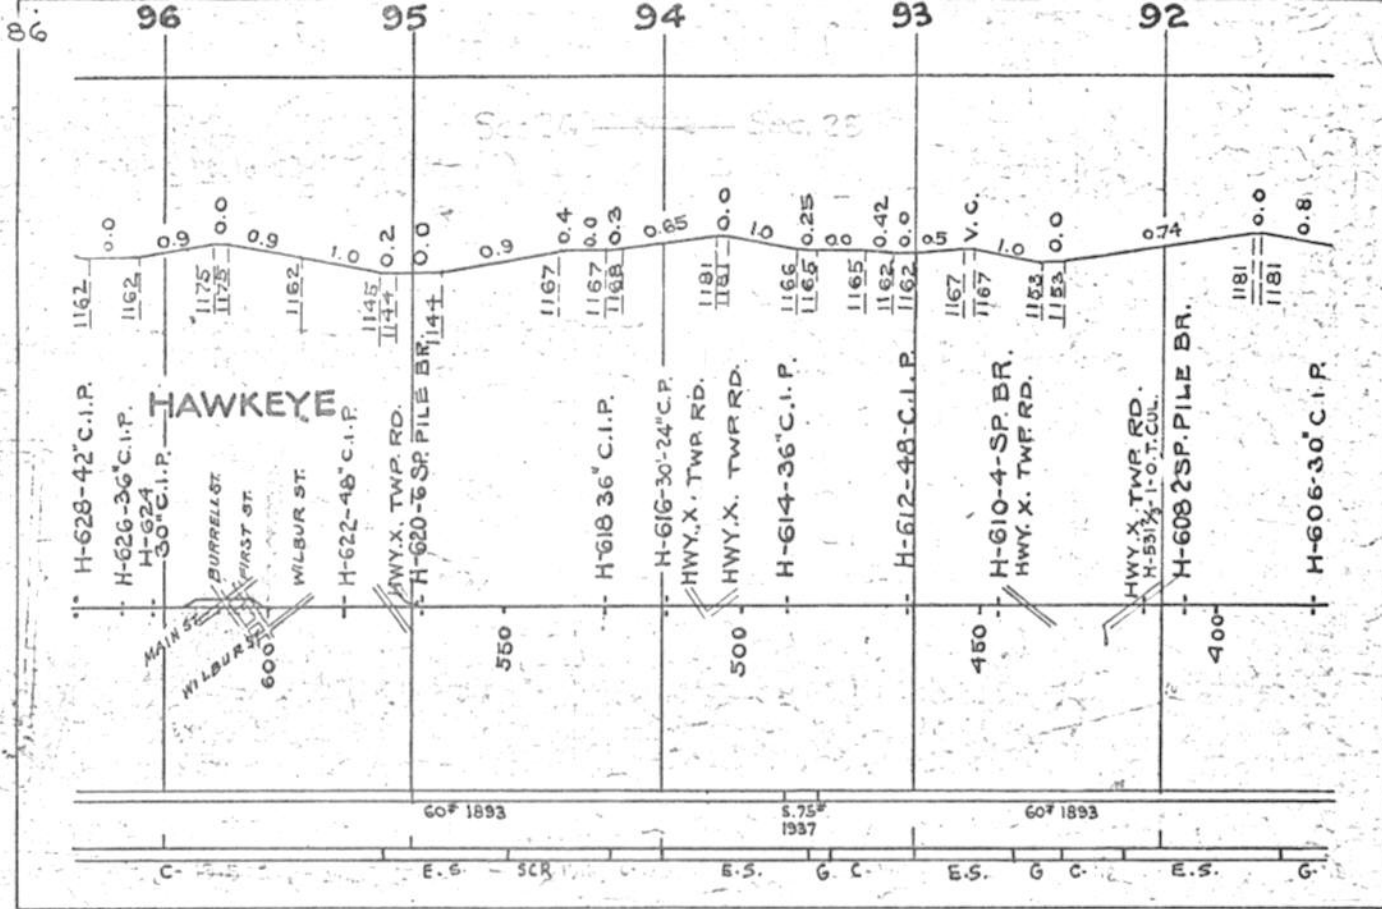 96 95 94 93 92
Sec. 25
0.0 0.9 0.0 0.9 1.0 0.2 0.0 0.9 0.4 0.0 0.3 0.65 0.0 1.0 0.25 0.0 0.42 0.0 0.5 V.C. 1.0 0.0 0.74 0.0 0.8
1162 1162 1175 1175 1162 1145 1144 1144 1167 1167 1168 1181 1181 1166 1165 1165 1162 1162 1167 1167 1153 1153 1181 1181
HAWKEYE
H-628-42"C.I.P.
H-626-36"C.I.P.
H-624
30"C.I.P.
BURRELL ST.
FIRST ST.
WILBUR ST.
H-622-48"C.I.P.
HWY.X. TWP. RD.
H-620-6 SP. PILE BR.
H-618 36" C.I.P.
H-616-30'-24"C.P.
HWY.X. TWP. RD.
HWY.X. TWP. RD.
H-614-36"C.I.P.
H-612-48-C.I.P.
H-610-4-SP. BR.
HWY.X. TWP. RD.
HWY.X. TWP. RD.
H-608 2 SP. PILE BR.
H-606-30" C.I.P.
MAIN ST.
WILBUR ST.
600 550 500 450 400
60# 1893
S.75#
1937
60# 1893
C. E.S. SCR E.S. G. C. E.S. G C. E.S. G.